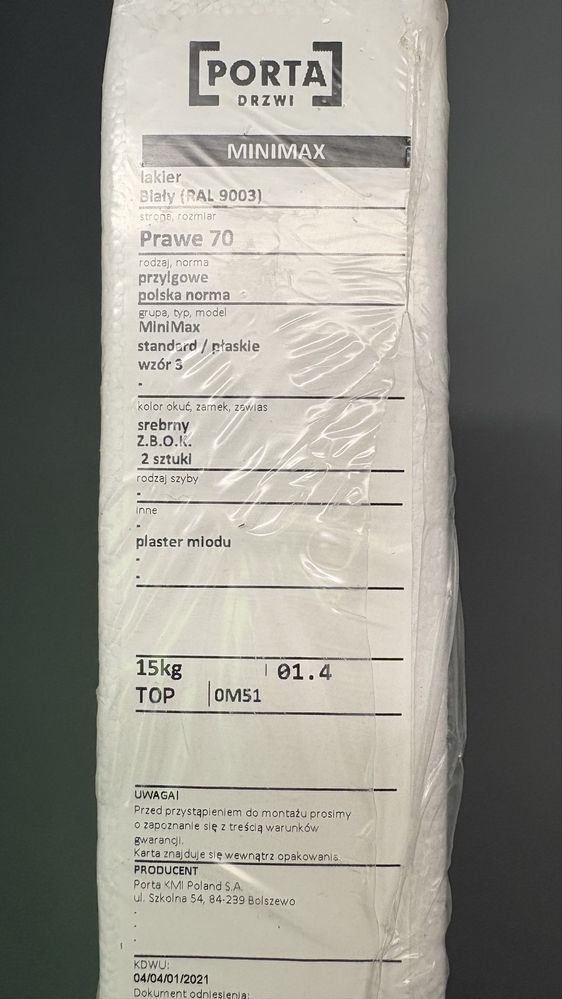 PORTA
DRZWI
MINIMAX
lakier
Biały (RAL 9003)
strona, rozmiar
Prawe 70
rodzaj, norma
przylgowe
polska norma
grupa, typ, model
MiniMax
standard / płaskie
wzór 3
-
kolor okuć, zamek, zawias
srebrny
Z.B.O.K.
2 sztuki
rodzaj szyby
-
inne
-
plaster miodu
-
-
15kg 01.4
TOP 0M51
UWAGA!
Przed przystąpieniem do montażu prosimy
o zapoznanie się z treścią warunków
gwarancji.
Karta znajduje się wewnątrz opakowania.
PRODUCENT
Porta KMI Poland S.A.
ul. Szkolna 54, 84-239 Bolszewo
-
-
-
KDWU:
04/04/01/2021
Dokument odniesienia: